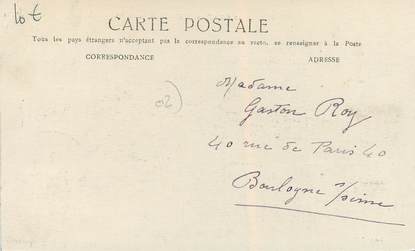 10 €
CARTE POSTALE
Tous les pays étrangers n'acceptant pas la correspondance au recto, se renseigner à la Poste
CORRESPONDANCE
ADRESSE
02)
Madame
Gaston Roy
40 rue de Paris 40
Boulogne s/seine